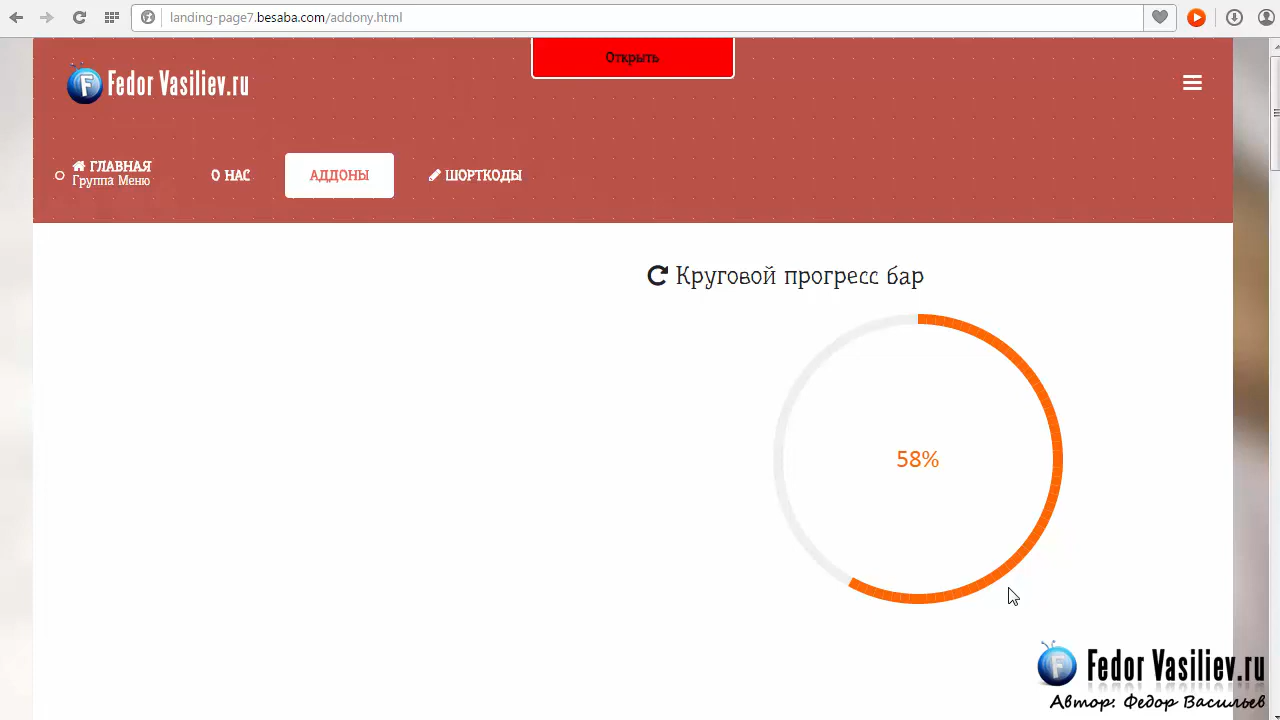 landing-page7.besaba.com/addony.html
Открыть
Fedor Vasiliev.ru
ГЛАВНАЯ
Группа Меню
О НАС
АДДОНЫ
ШОРТКОДЫ
Круговой прогресс бар
58%
Fedor Vasiliev.ru
Автор: Федор Васильев